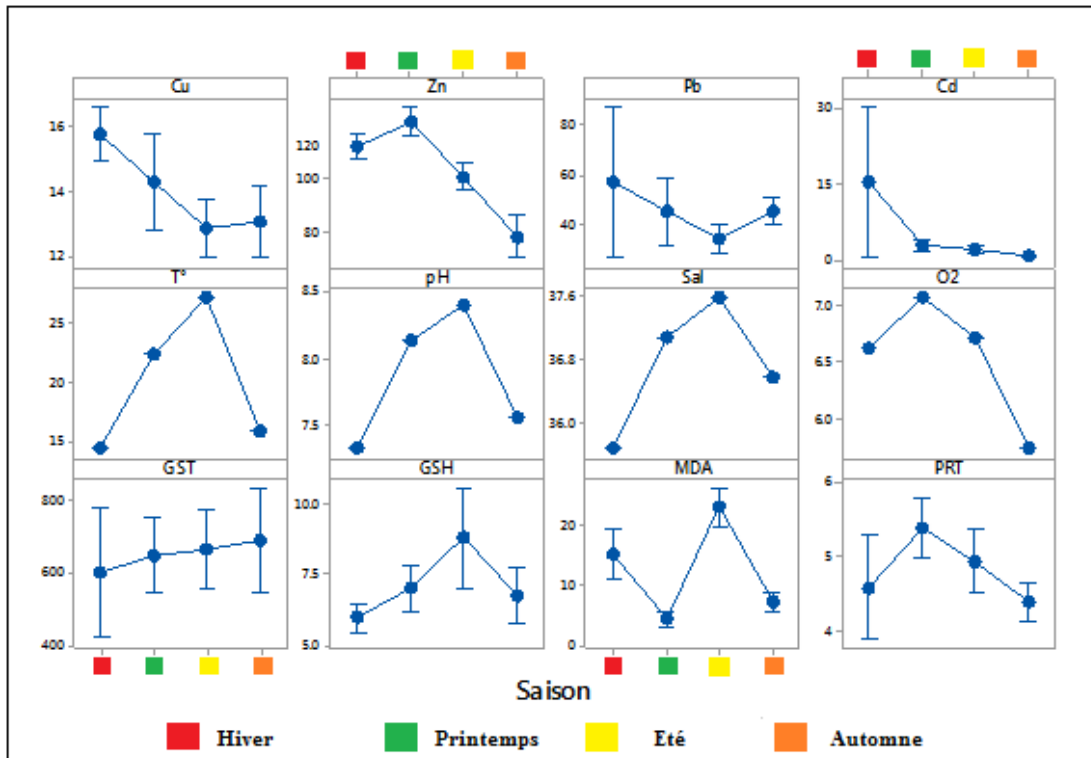 Cu Zn Pb Cd
16 120 80 30
14 100 60 15
12 80 40 0
T° pH Sal O2
25 8.5 37.6 7.0
20 8.0 36.8 6.5
15 7.5 36.0 6.0
GST GSH MDA PRT
800 10.0 20 6
600 7.5 10 5
400 5.0 0 4
Saison
Hiver Printemps Eté Automne